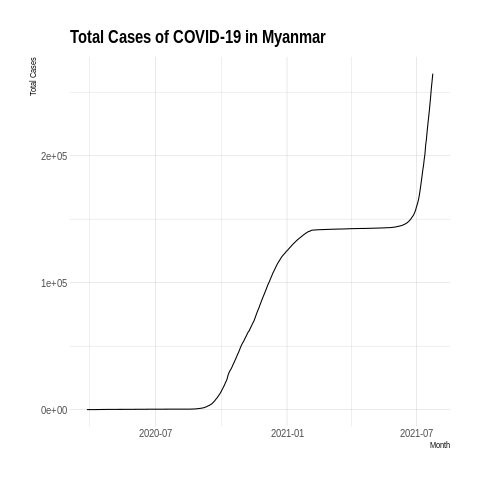 Total Cases of COVID-19 in Myanmar
Total Cases
2e+05
1e+05
0e+00
2020-07
2021-01
2021-07
Month